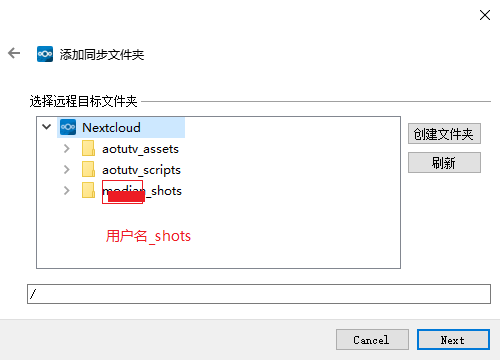 添加同步文件夹
选择远程目标文件夹
Nextcloud
创建文件夹
aotutv_assets
刷新
aotutv_scripts
_shots
用户名_shots
/
Cancel
Next